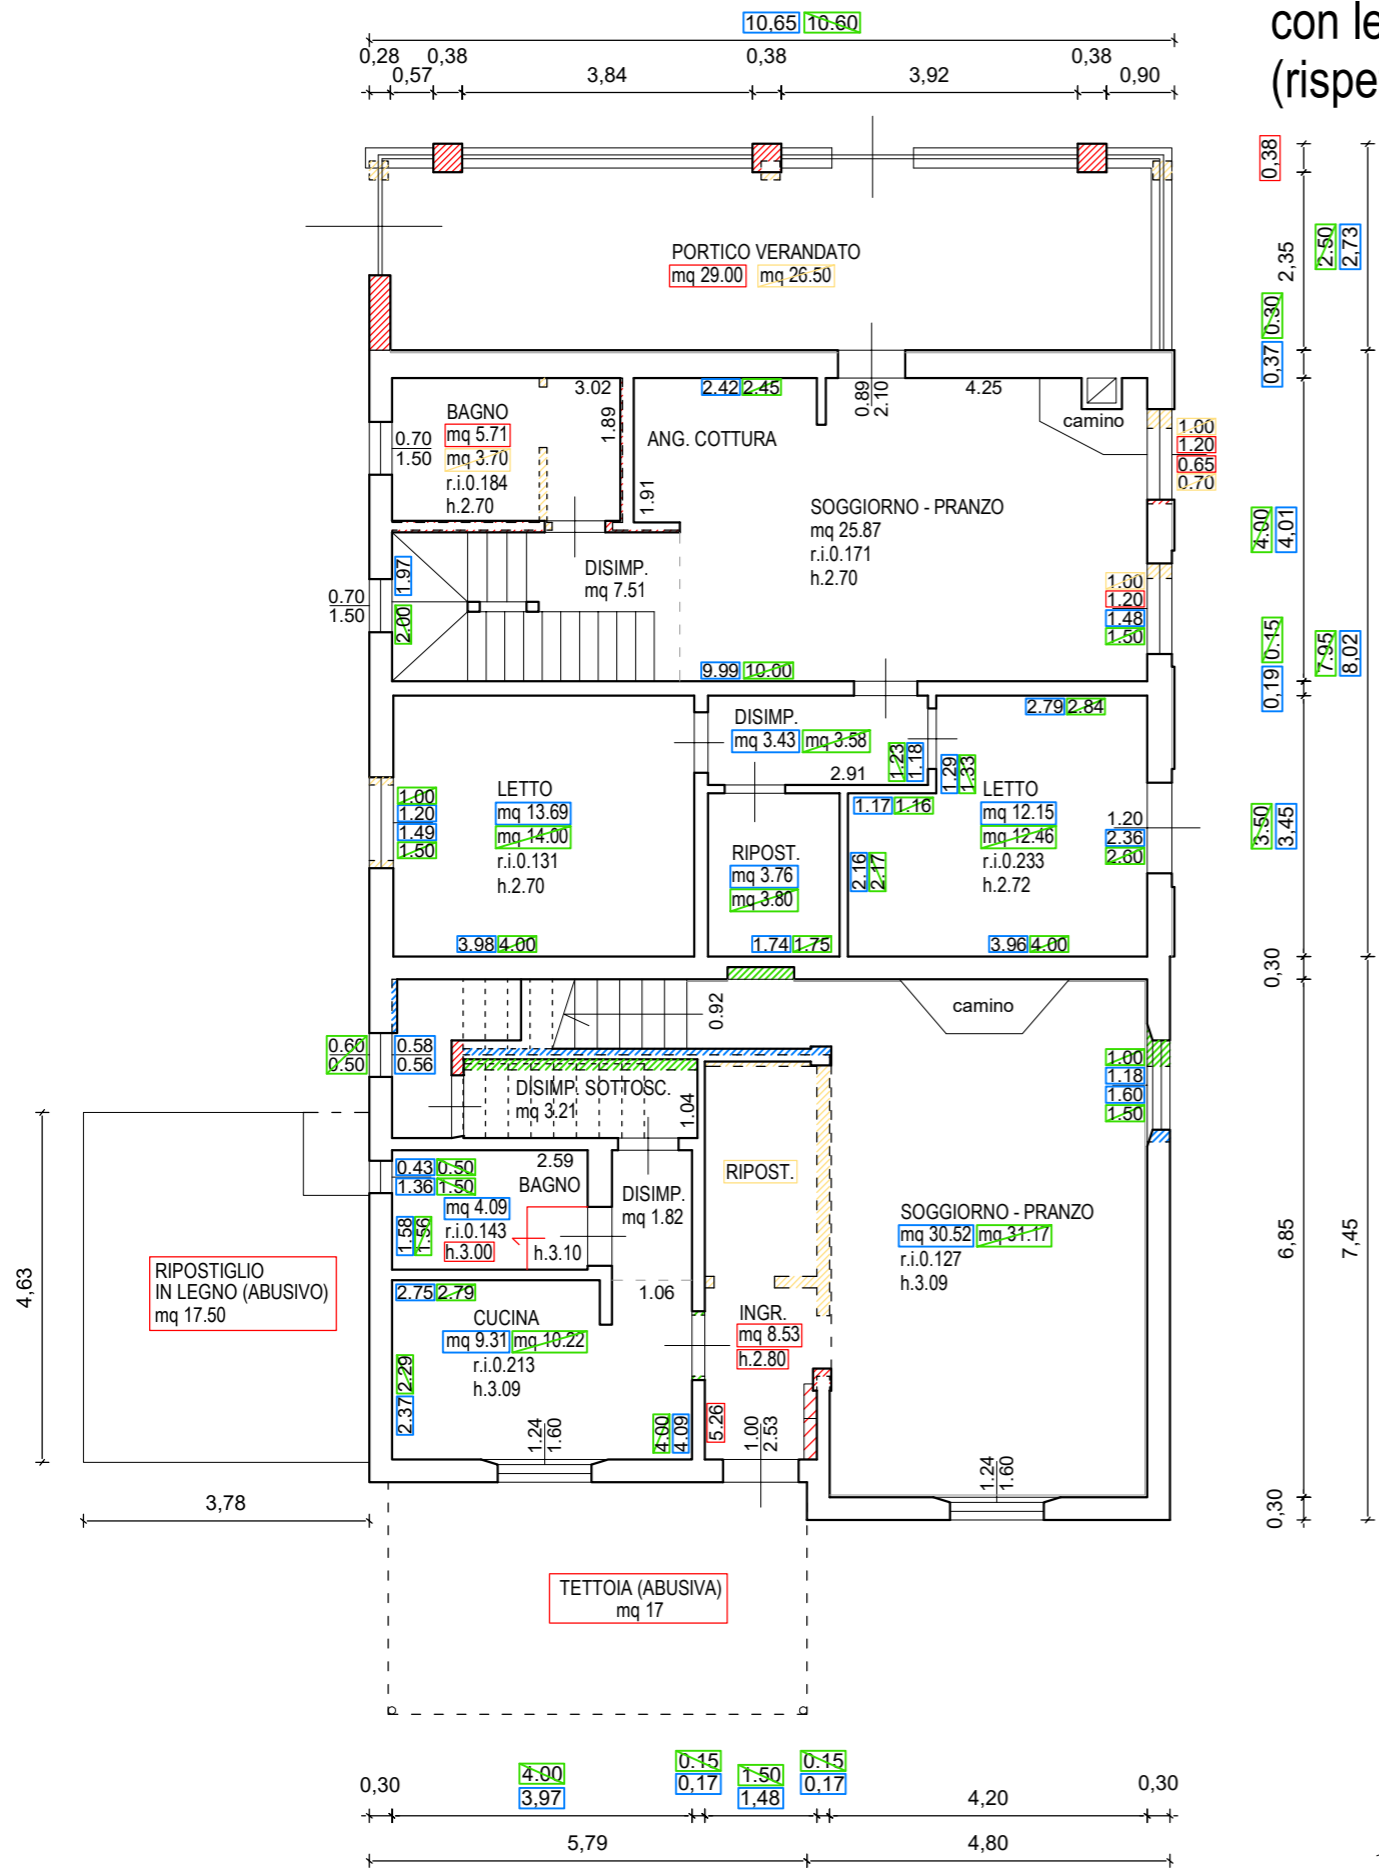 con le
(rispe
10,65 10.60
0,28 0,38 0,38 0,38
0,57 3,84 3,92 0,90
0,38
2,35
2.50
2,73
0.30
0,37
4.00
4,01
0.15
0,19
7.95
8,02
3.50
3,45
0,30
6,85
7,45
0,30
PORTICO VERANDATO
mq 29.00 mq 26.50
BAGNO
mq 5.71
mq 3.70
r.i.0.184
h.2.70
3.02
1.89
0.70
1.50
2.42 2.45
ANG. COTTURA
1.91
0.89
2.10
4.25
camino
1.00
1.20
0.65
0.70
SOGGIORNO - PRANZO
mq 25.87
r.i.0.171
h.2.70
DISIMP.
mq 7.51
1.97
2.00
0.70
1.50
1.00
1.20
1.48
1.50
9.99 10.00
DISIMP.
mq 3.43 mq 3.58
2.91
1.23
1.18
2.79 2.84
1.29
1.33
LETTO
mq 13.69
mq 14.00
r.i.0.131
h.2.70
1.00
1.20
1.49
1.50
3.98 4.00
RIPOST.
mq 3.76
mq 3.80
1.74 1.75
1.17 1.16
2.16
2.17
LETTO
mq 12.15
mq 12.46
r.i.0.233
h.2.72
1.20
2.36
2.60
3.96 4.00
0.92
camino
0.60
0.50
0.58
0.56
DISIMP. SOTTOSC.
mq 3.21
1.04
1.00
1.18
1.60
1.50
0.43 0.50
1.36 1.50
2.59
BAGNO
mq 4.09
r.i.0.143
h.3.00
h.3.10
1.58
1.56
DISIMP.
mq 1.82
1.06
RIPOST.
SOGGIORNO - PRANZO
mq 30.52 mq 31.17
r.i.0.127
h.3.09
2.75 2.79
CUCINA
mq 9.31 mq 10.22
r.i.0.213
h.3.09
2.29
2.37
1.24
1.60
4.00
4.09
INGR.
mq 8.53
h.2.80
5.26
1.00
2.53
1.24
1.60
4,63
RIPOSTIGLIO
IN LEGNO (ABUSIVO)
mq 17.50
3,78
TETTOIA (ABUSIVA)
mq 17
0,30
4.00
3,97
0.15
0,17
1.50
1,48
0.15
0,17
4,20
0,30
5,79 4,80